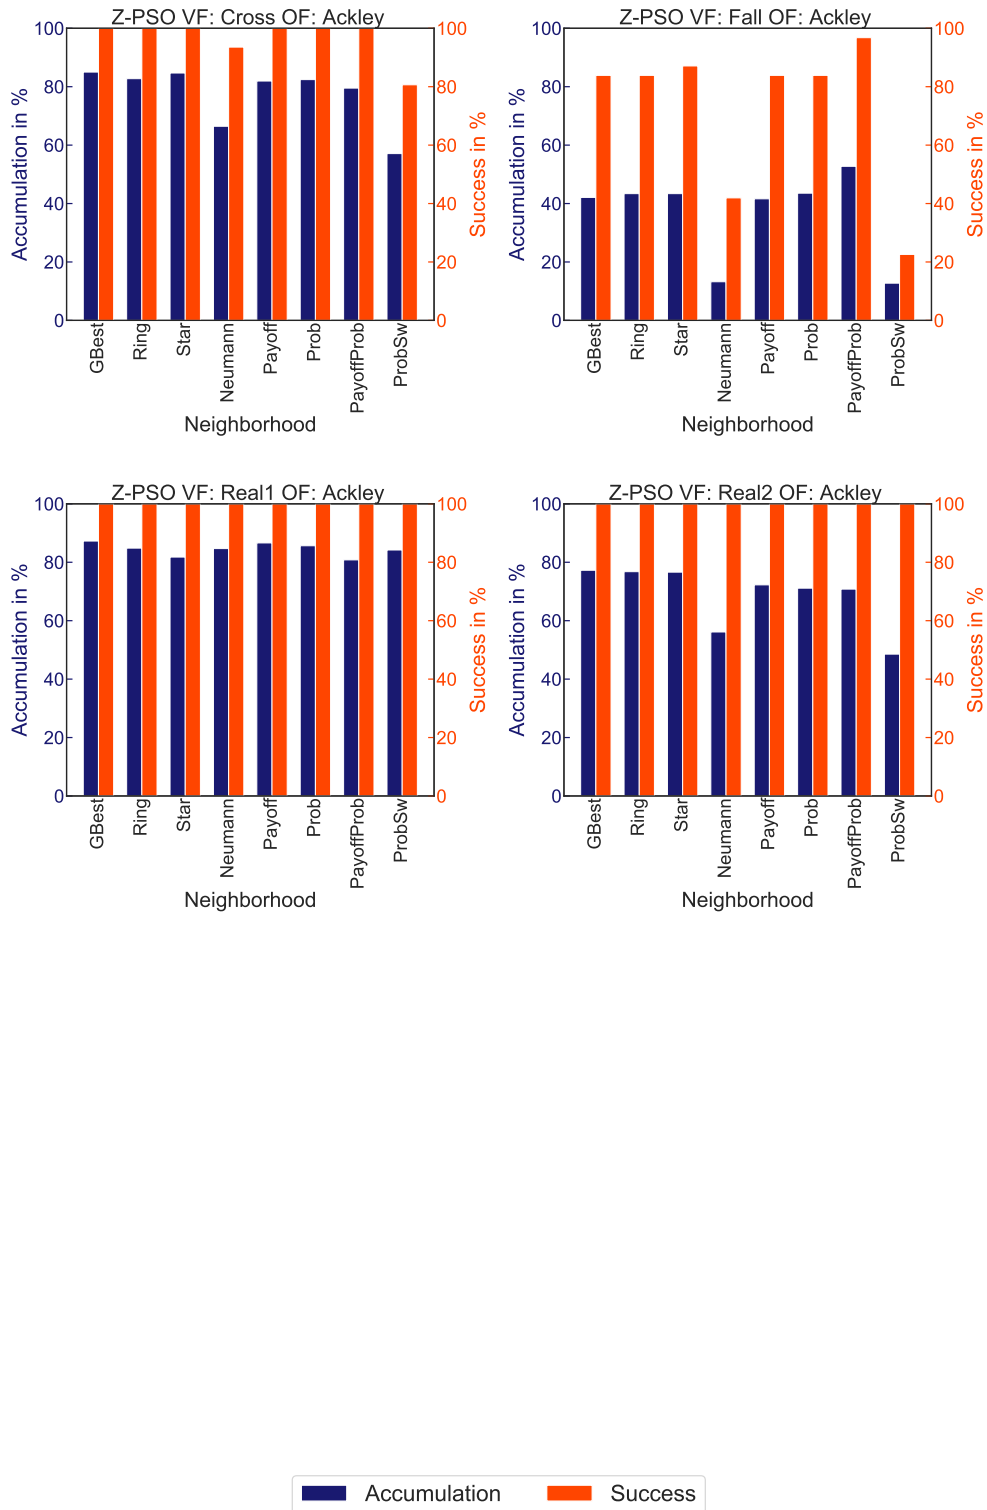 Z-PSO VF: Cross OF: Ackley
100
80
60
40
20
0
Accumulation in %
100
80
60
40
20
0
Success in %
GBest
Ring
Star
Neumann
Payoff
Prob
PayoffProb
ProbSw
Neighborhood
Z-PSO VF: Fall OF: Ackley
100
80
60
40
20
0
Accumulation in %
100
80
60
40
20
0
Success in %
GBest
Ring
Star
Neumann
Payoff
Prob
PayoffProb
ProbSw
Neighborhood
Z-PSO VF: Real1 OF: Ackley
100
80
60
40
20
0
Accumulation in %
100
80
60
40
20
0
Success in %
GBest
Ring
Star
Neumann
Payoff
Prob
PayoffProb
ProbSw
Neighborhood
Z-PSO VF: Real2 OF: Ackley
100
80
60
40
20
0
Accumulation in %
100
80
60
40
20
0
Success in %
GBest
Ring
Star
Neumann
Payoff
Prob
PayoffProb
ProbSw
Neighborhood
Accumulation
Success